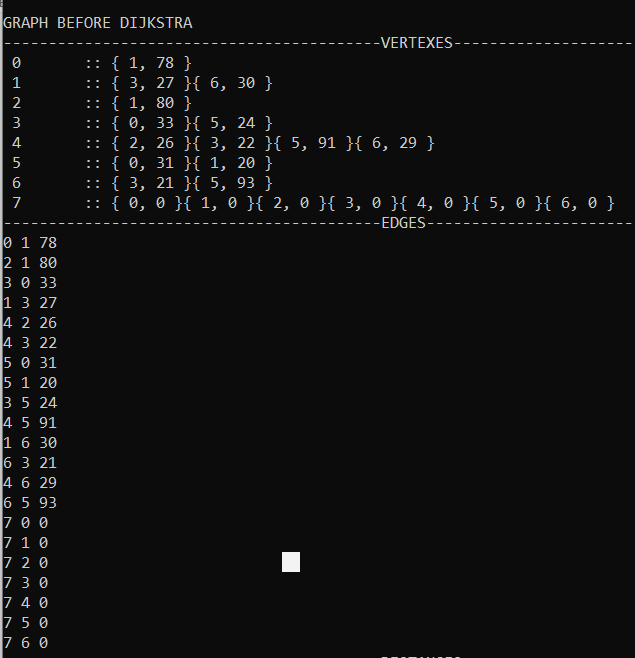 GRAPH BEFORE DIJKSTRA
------------------------------------------VERTEXES--------------------
0 :: { 1, 78 }
1 :: { 3, 27 }{ 6, 30 }
2 :: { 1, 80 }
3 :: { 0, 33 }{ 5, 24 }
4 :: { 2, 26 }{ 3, 22 }{ 5, 91 }{ 6, 29 }
5 :: { 0, 31 }{ 1, 20 }
6 :: { 3, 21 }{ 5, 93 }
7 :: { 0, 0 }{ 1, 0 }{ 2, 0 }{ 3, 0 }{ 4, 0 }{ 5, 0 }{ 6, 0 }
------------------------------------------EDGES-----------------------
0 1 78
2 1 80
3 0 33
1 3 27
4 2 26
4 3 22
5 0 31
5 1 20
3 5 24
4 5 91
1 6 30
6 3 21
4 6 29
6 5 93
7 0 0
7 1 0
7 2 0
7 3 0
7 4 0
7 5 0
7 6 0